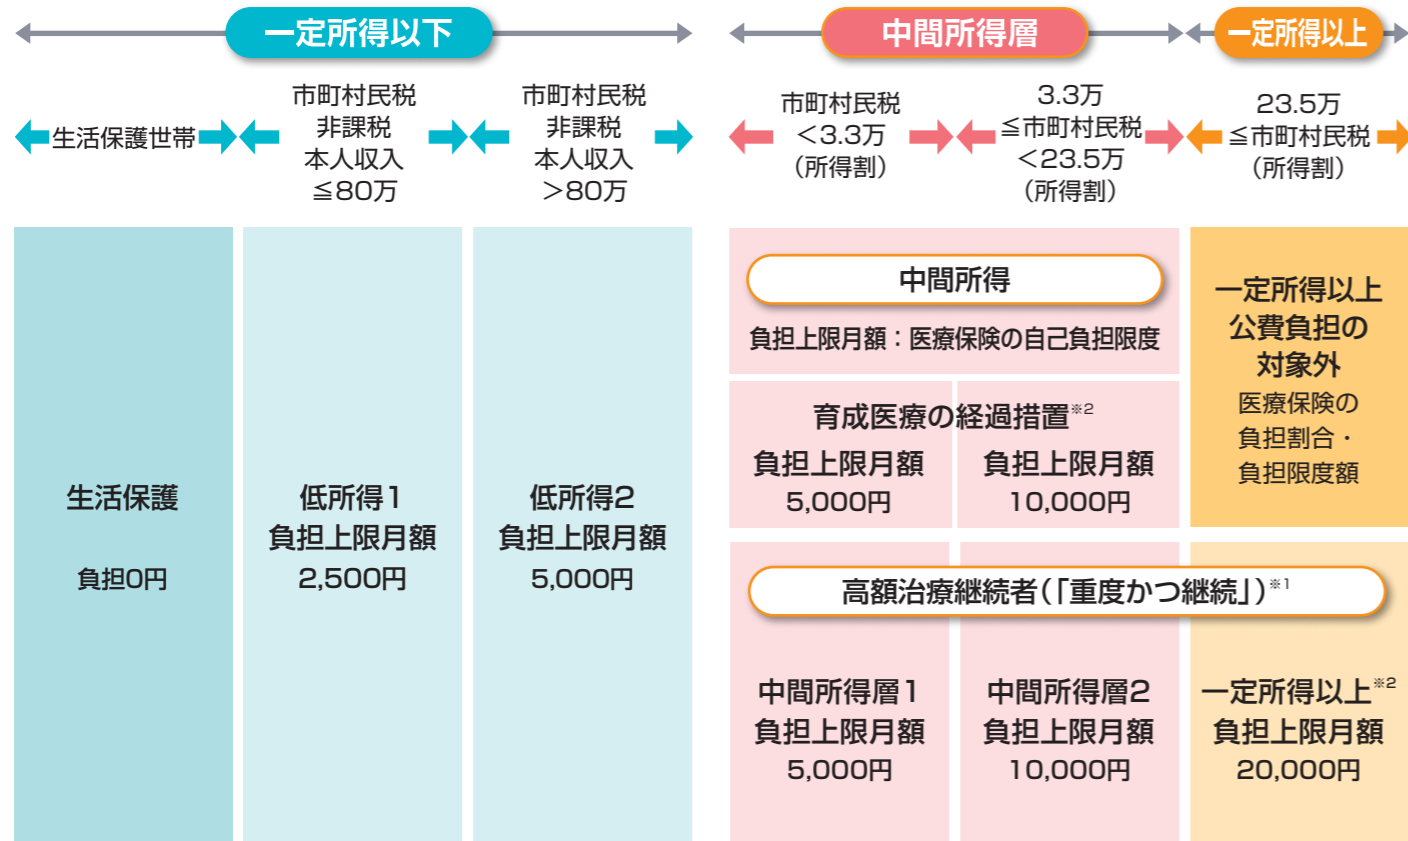 一定所得以下
中間所得層
一定所得以上
生活保護世帯
市町村民税
非課税
本人収入
≦80万
市町村民税
非課税
本人収入
＞80万
市町村民税
＜3.3万
（所得割）
3.3万
≦市町村民税
＜23.5万
（所得割）
23.5万
≦市町村民税
（所得割）
生活保護
負担0円
低所得1
負担上限月額
2,500円
低所得2
負担上限月額
5,000円
中間所得
負担上限月額：医療保険の自己負担限度
育成医療の経過措置※2
負担上限月額
5,000円
負担上限月額
10,000円
一定所得以上
公費負担の
対象外
医療保険の
負担割合・
負担限度額
高額治療継続者（「重度かつ継続」）※1
中間所得層1
負担上限月額
5,000円
中間所得層2
負担上限月額
10,000円
一定所得以上※2
負担上限月額
20,000円